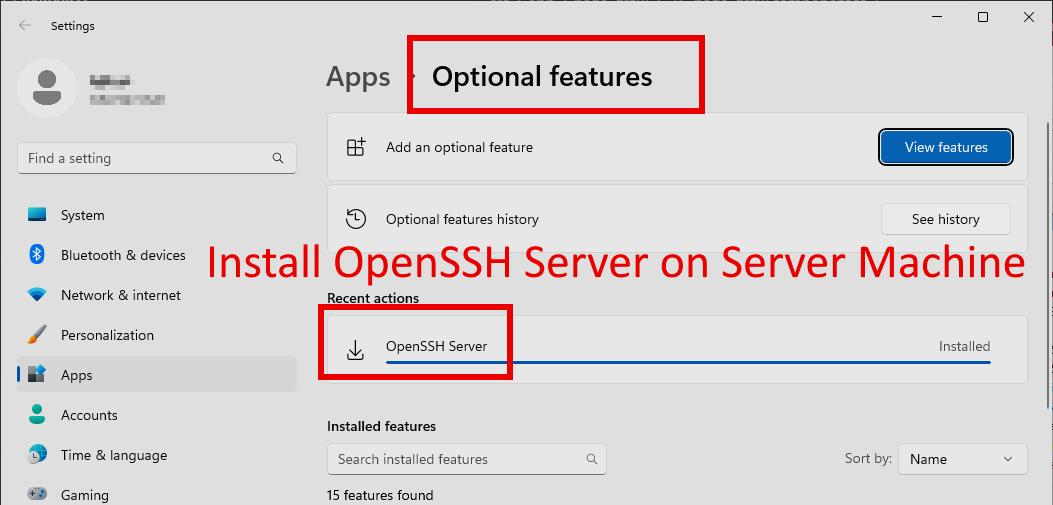 Settings
Apps › Optional features
Find a setting
System
Bluetooth & devices
Network & internet
Personalization
Apps
Accounts
Time & language
Gaming
Add an optional feature
View features
Optional features history
See history
Install OpenSSH Server on Server Machine
Recent actions
OpenSSH Server
Installed
Installed features
Search installed features
Sort by:
Name
15 features found